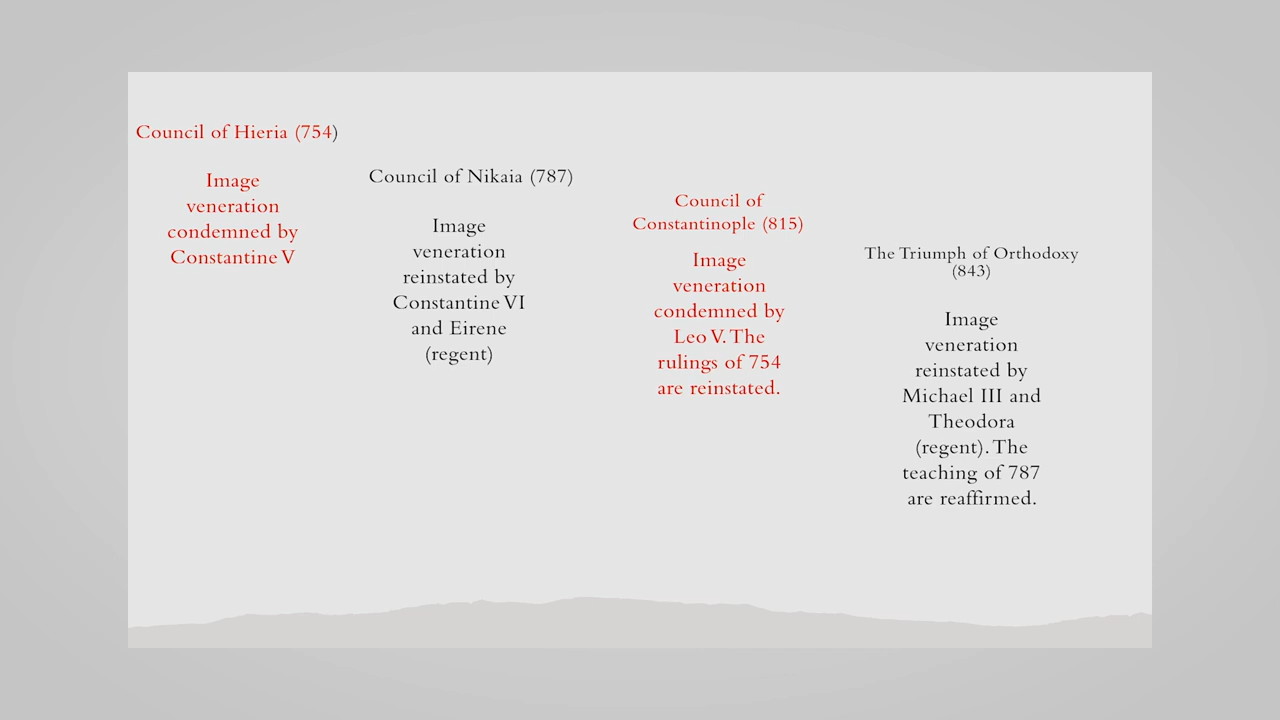 Council of Hieria (754)
Image
veneration
condemned by
Constantine V
Council of Nikaia (787)
Image
veneration
reinstated by
Constantine VI
and Eirene
(regent)
Council of
Constantinople (815)
Image
veneration
condemned by
Leo V. The
rulings of 754
are reinstated.
The Triumph of Orthodoxy
(843)
Image
veneration
reinstated by
Michael III and
Theodora
(regent). The
teaching of 787
are reaffirmed.